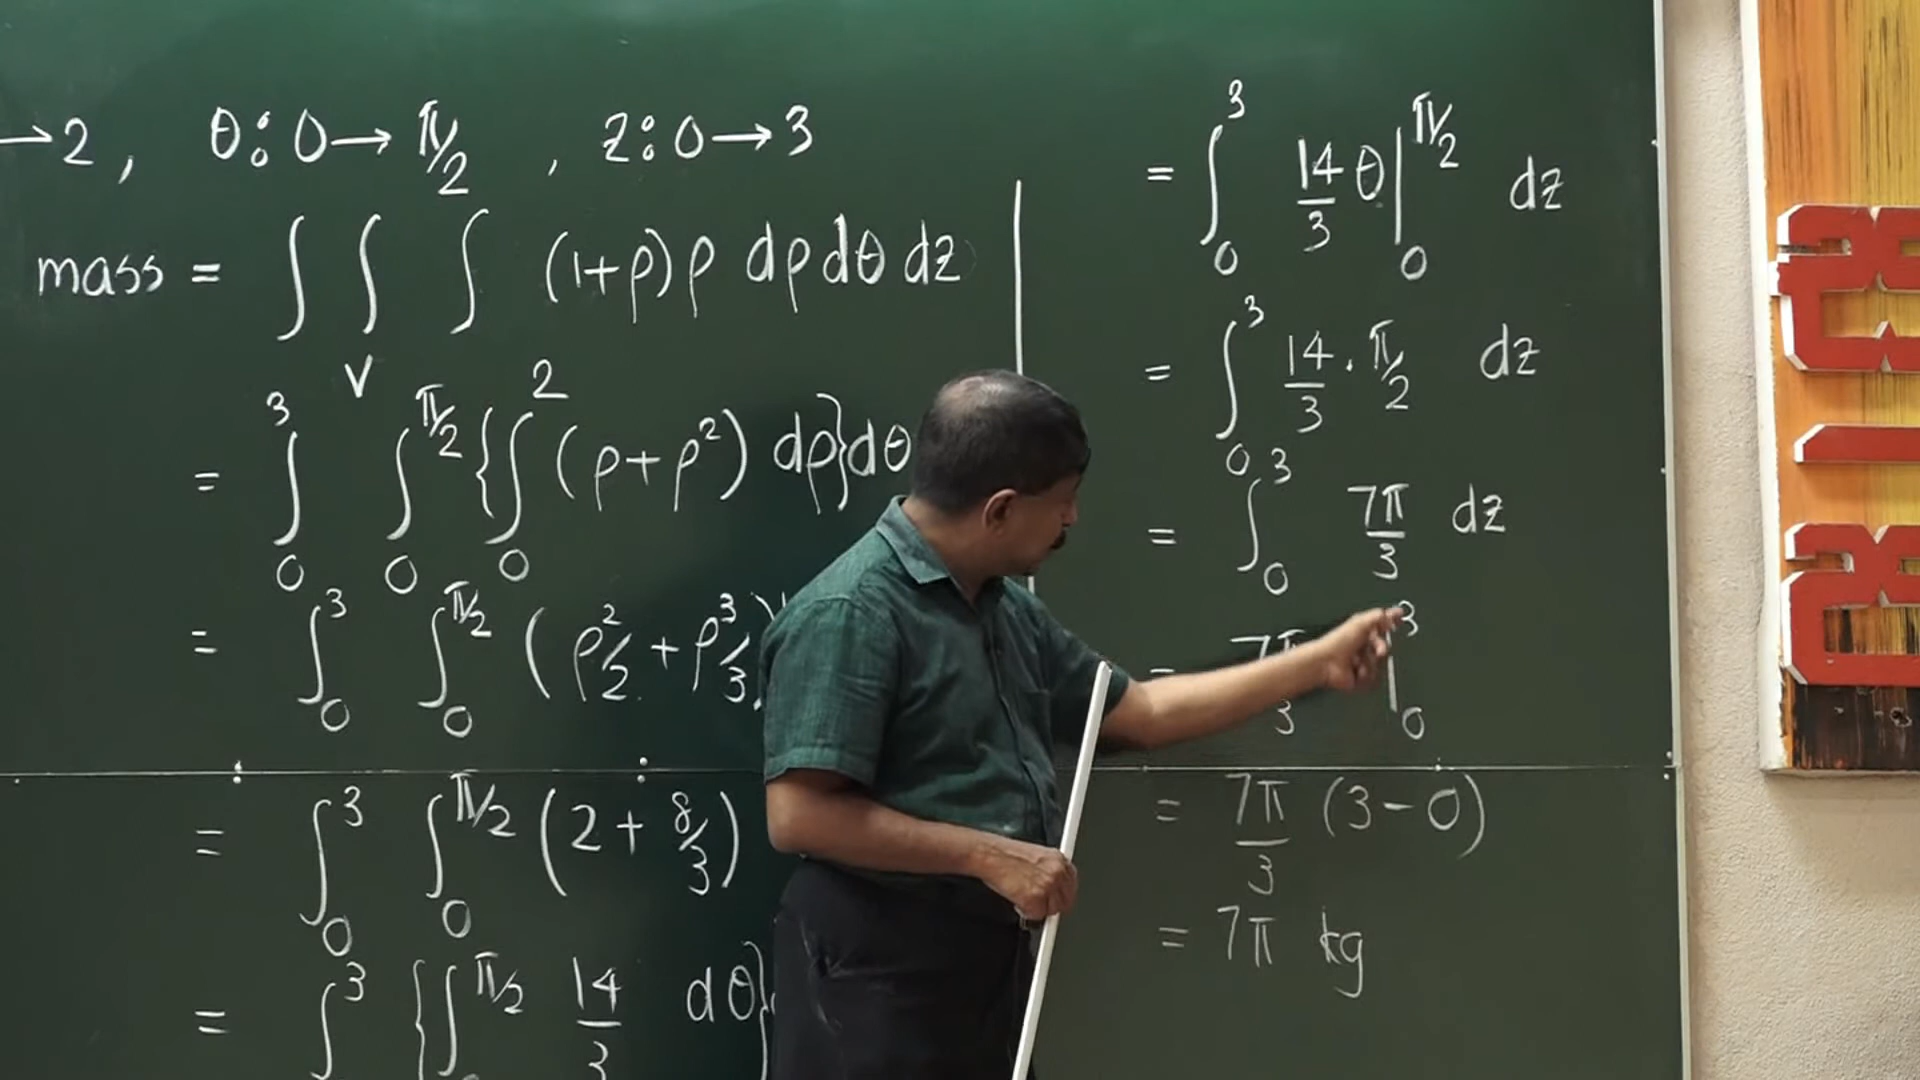 →2, θ:0→π/2, z:0→3
mass = ∫∫∫_V (1+ρ)ρ dρ dθ dz
= ∫_0^3 ∫_0^{π/2} {∫_0^2 (ρ+ρ²) dρ} dθ
= ∫_0^3 ∫_0^{π/2} (ρ²/2 + ρ³/3)
= ∫_0^3 ∫_0^{π/2} (2 + 8/3)
= ∫^3 {∫^{π/2} 14/3 dθ}
= ∫_0^3 14/3 θ|_0^{π/2} dz
= ∫_0^3 14/3 · π/2 dz
= ∫_0^3 7π/3 dz
= 7π/3 |_0^3
= 7π/3 (3-0)
= 7π kg